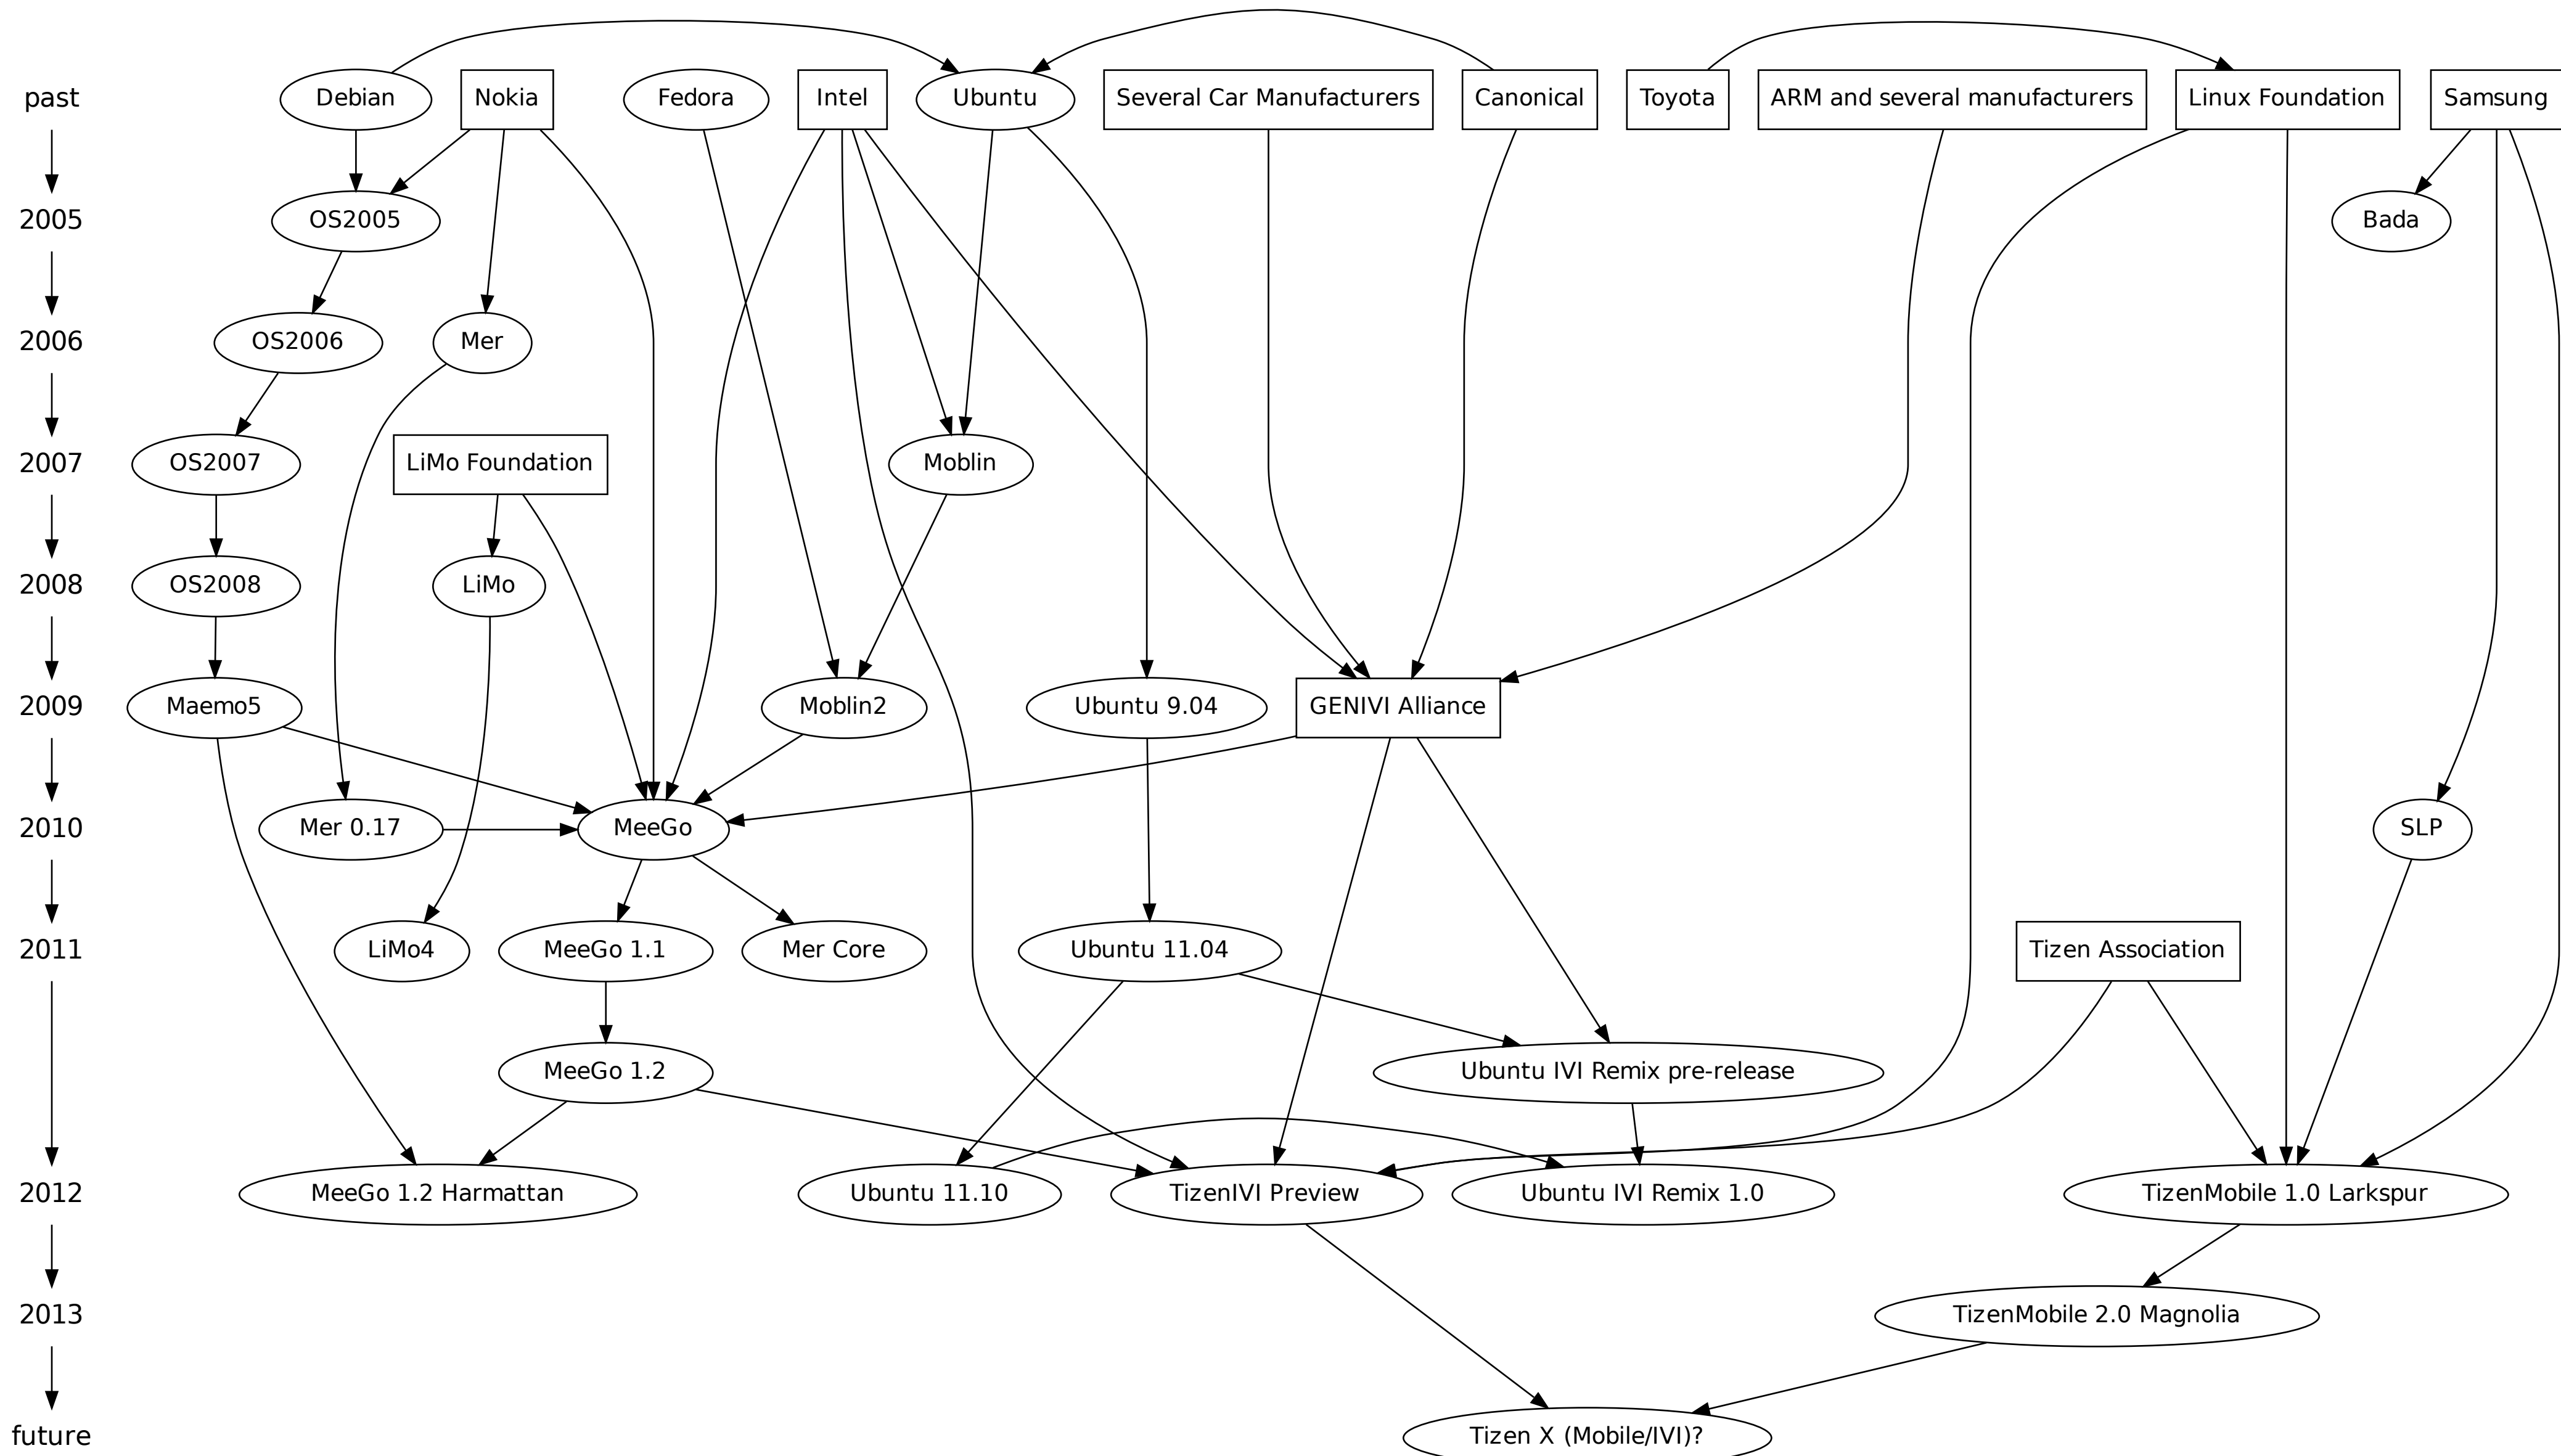 past
Debian
Nokia
Fedora
Intel
Ubuntu
Several Car Manufacturers
Canonical
Toyota
ARM and several manufacturers
Linux Foundation
Samsung
2005
OS2005
Bada
2006
OS2006
Mer
2007
OS2007
LiMo Foundation
Moblin
2008
OS2008
LiMo
2009
Maemo5
Moblin2
Ubuntu 9.04
GENIVI Alliance
2010
Mer 0.17
MeeGo
SLP
2011
LiMo4
MeeGo 1.1
Mer Core
Ubuntu 11.04
Tizen Association
MeeGo 1.2
Ubuntu IVI Remix pre-release
2012
MeeGo 1.2 Harmattan
Ubuntu 11.10
TizenIVI Preview
Ubuntu IVI Remix 1.0
TizenMobile 1.0 Larkspur
2013
TizenMobile 2.0 Magnolia
future
Tizen X (Mobile/IVI)?